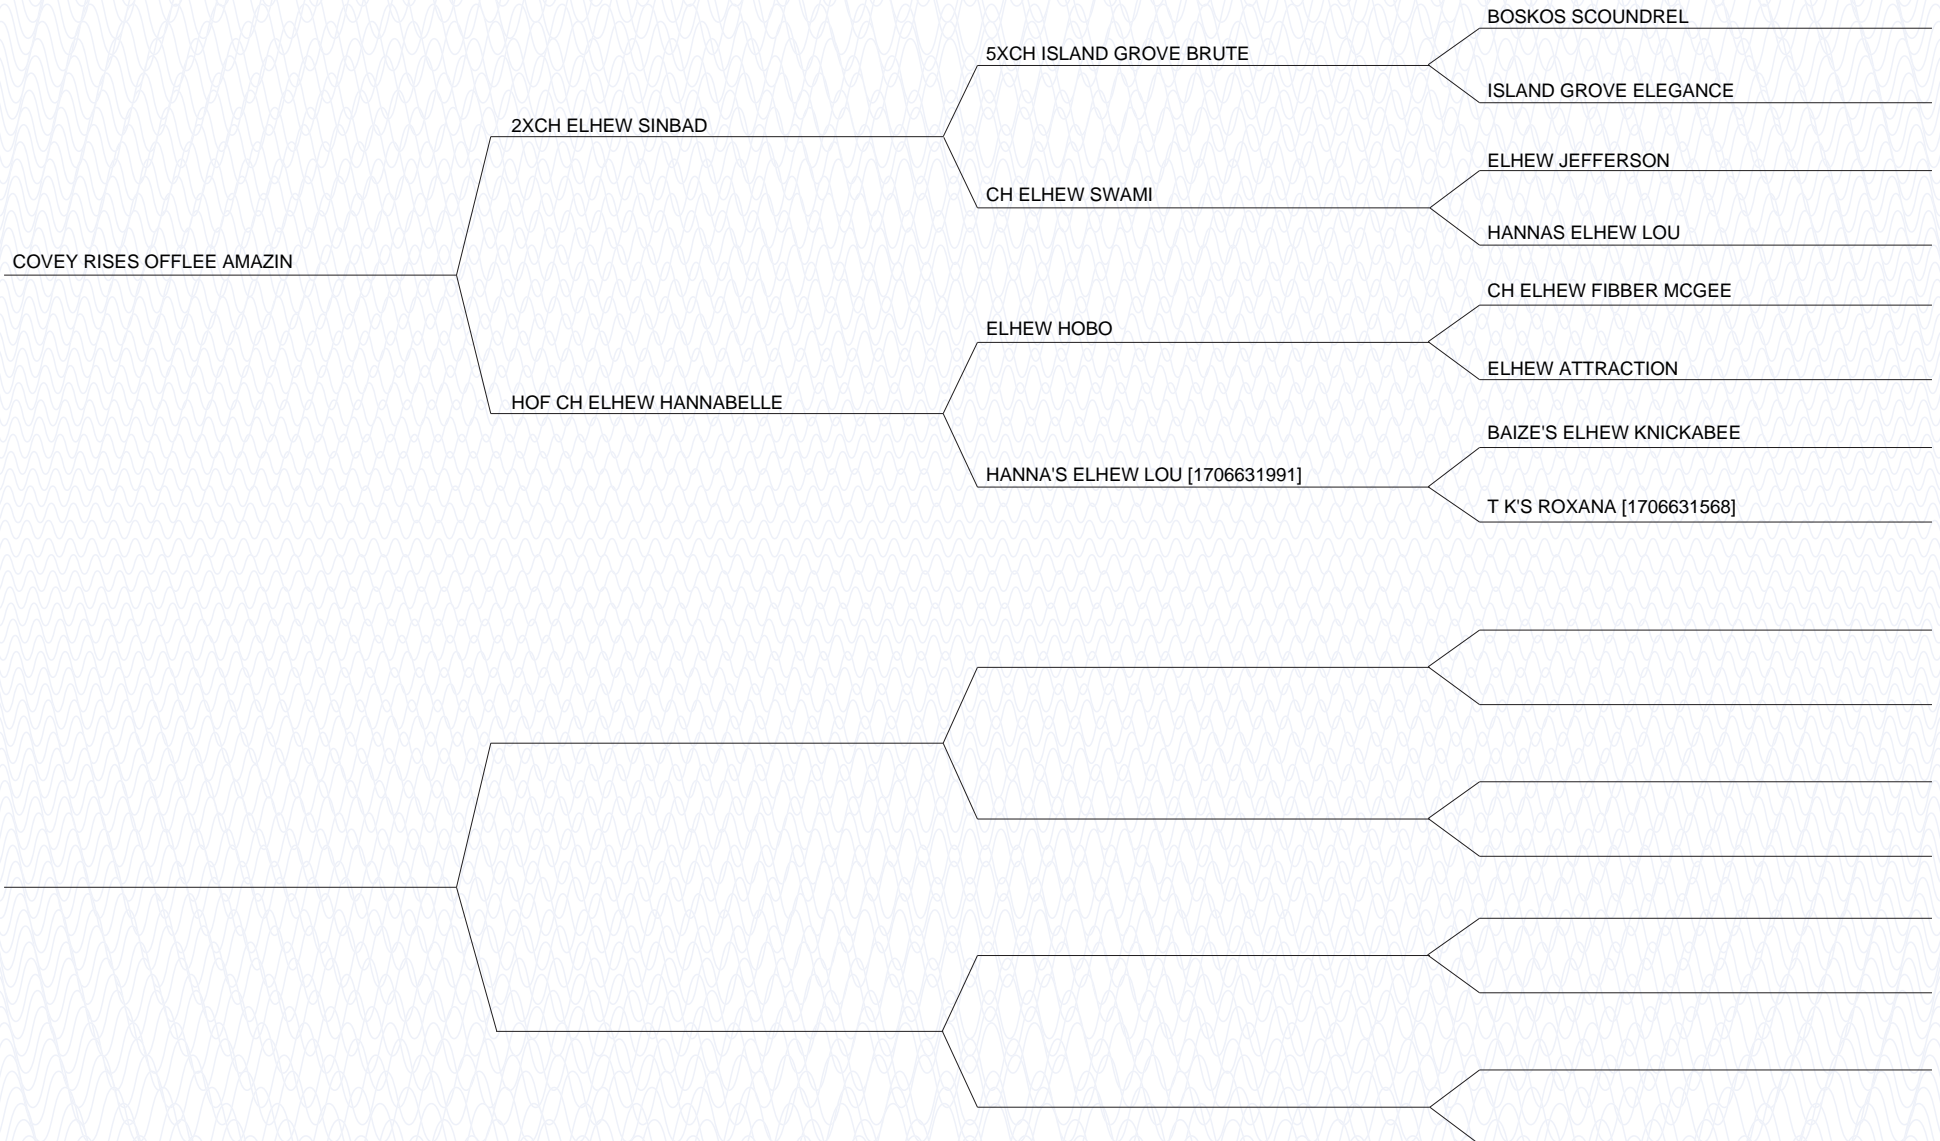 BOSKOS SCOUNDREL
5XCH ISLAND GROVE BRUTE
ISLAND GROVE ELEGANCE
2XCH ELHEW SINBAD
ELHEW JEFFERSON
CH ELHEW SWAMI
HANNAS ELHEW LOU
COVEY RISES OFFLEE AMAZIN
CH ELHEW FIBBER MCGEE
ELHEW HOBO
ELHEW ATTRACTION
HOF CH ELHEW HANNABELLE
BAIZE'S ELHEW KNICKABEE
HANNA'S ELHEW LOU [1706631991]
T K'S ROXANA [1706631568]